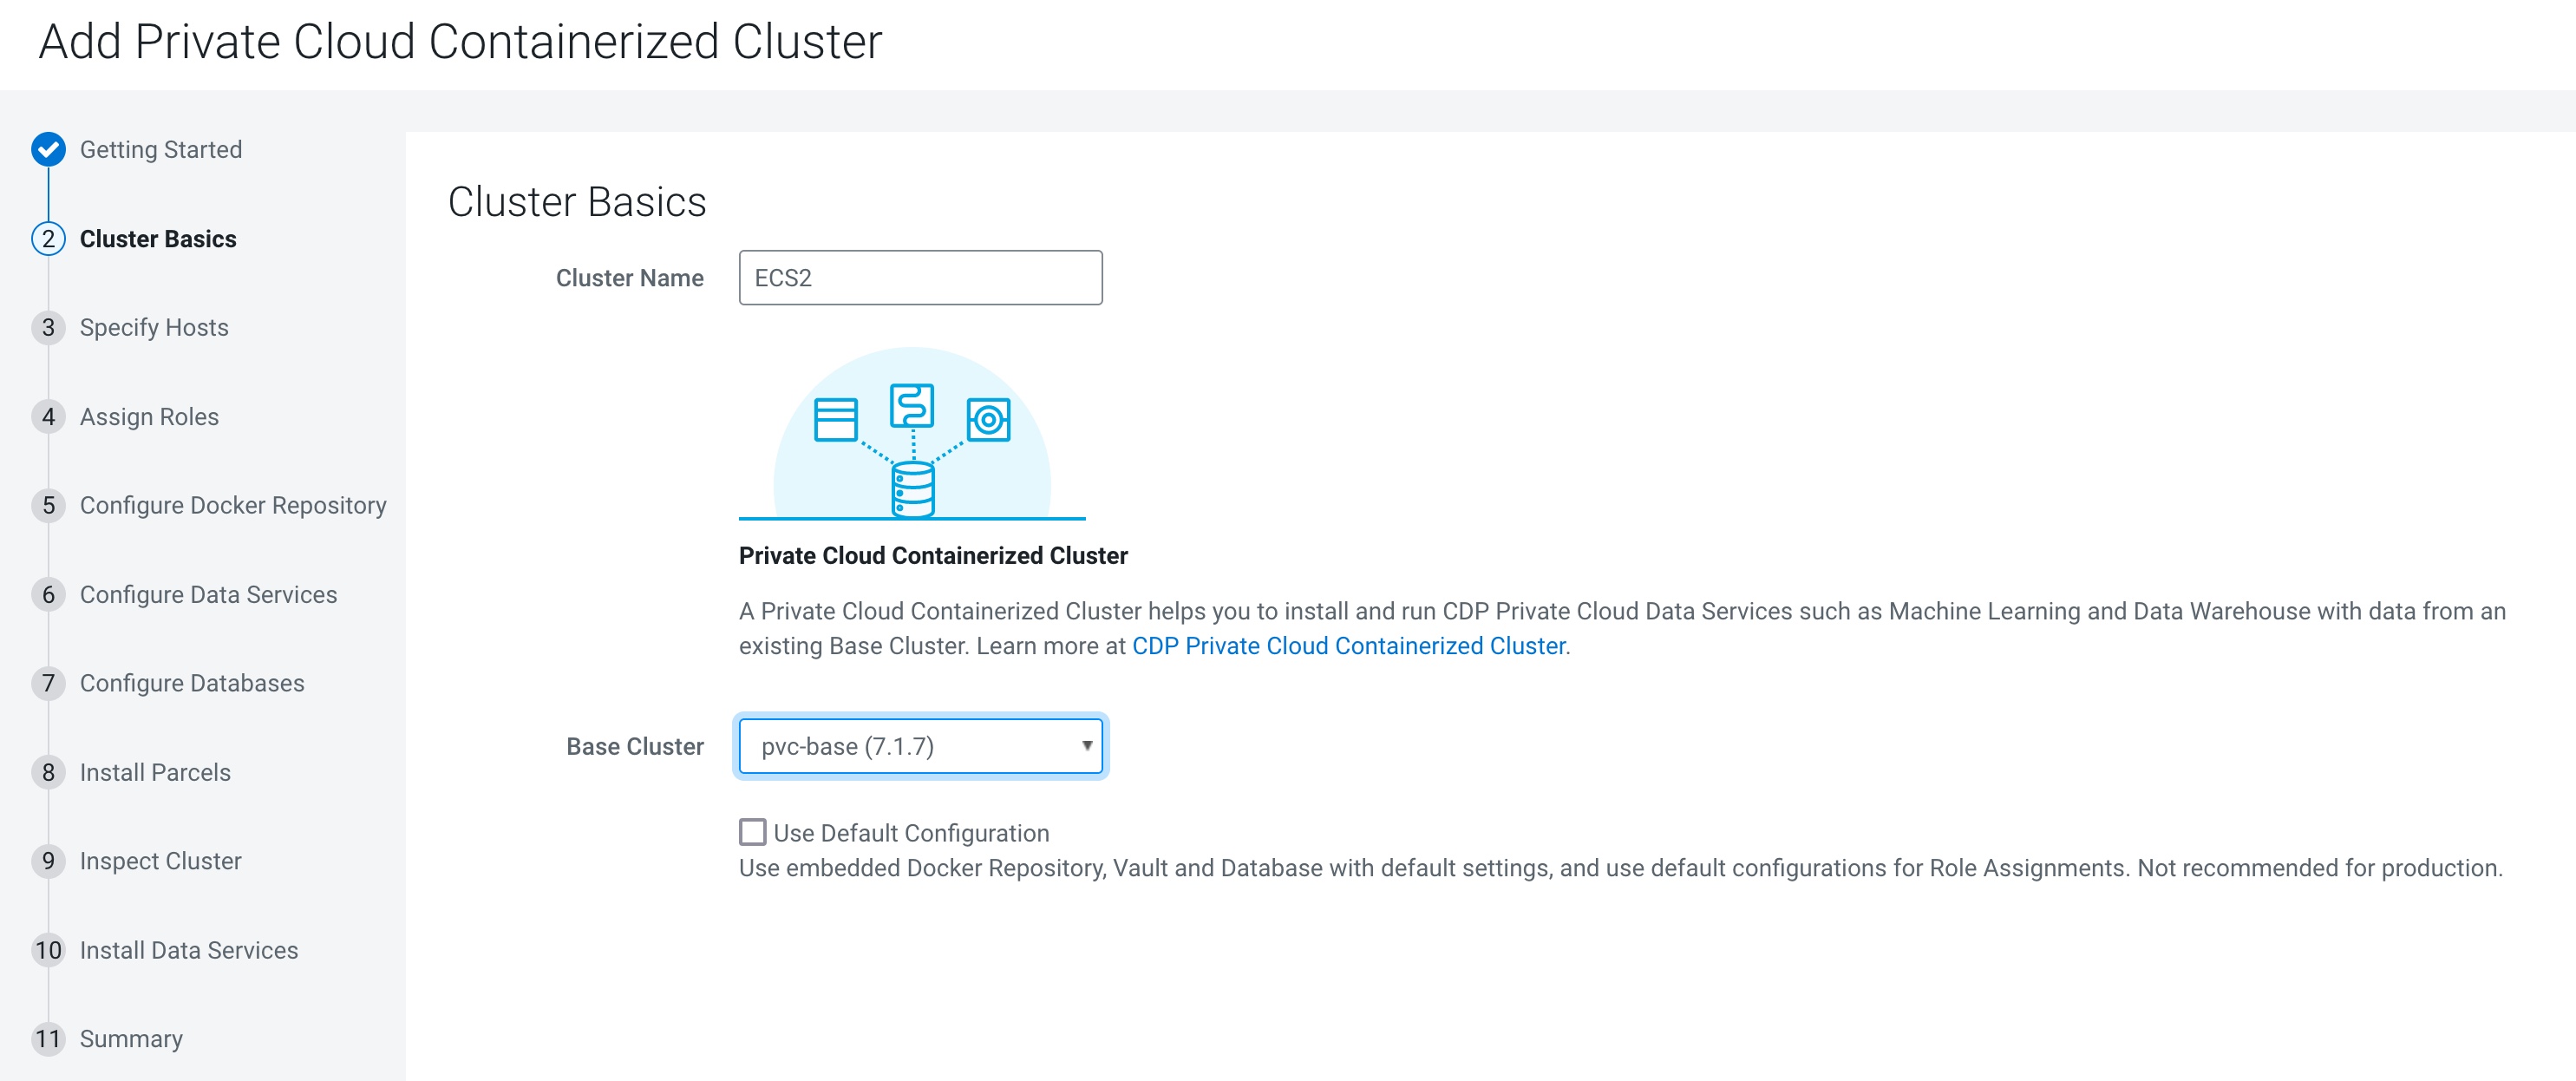 Add Private Cloud Containerized Cluster
Getting Started
2 Cluster Basics
3 Specify Hosts
4 Assign Roles
5 Configure Docker Repository
6 Configure Data Services
7 Configure Databases
8 Install Parcels
9 Inspect Cluster
10 Install Data Services
11 Summary
Cluster Basics
Cluster Name ECS2
Private Cloud Containerized Cluster
A Private Cloud Containerized Cluster helps you to install and run CDP Private Cloud Data Services such as Machine Learning and Data Warehouse with data from an
existing Base Cluster. Learn more at CDP Private Cloud Containerized Cluster.
Base Cluster pvc-base (7.1.7)
Use Default Configuration
Use embedded Docker Repository, Vault and Database with default settings, and use default configurations for Role Assignments. Not recommended for production.